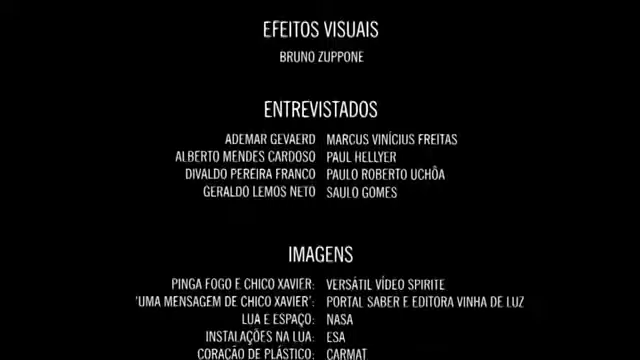 EFEITOS VISUAIS
BRUNO ZUPPONE
ENTREVISTADOS
ADEMAR GEVAERD MARCUS VINÍCIUS FREITAS
ALBERTO MENDES CARDOSO PAUL HELLYER
DIVALDO PEREIRA FRANCO PAULO ROBERTO UCHÔA
GERALDO LEMOS NETO SAULO GOMES
IMAGENS
PINGA FOGO E CHICO XAVIER: VERSÁTIL VÍDEO SPIRITE
'UMA MENSAGEM DE CHICO XAVIER': PORTAL SABER E EDITORA VINHA DE LUZ
LUA E ESPAÇO: NASA
INSTALAÇÕES NA LUA: ESA
CORAÇÃO DE PLÁSTICO: CARMAT